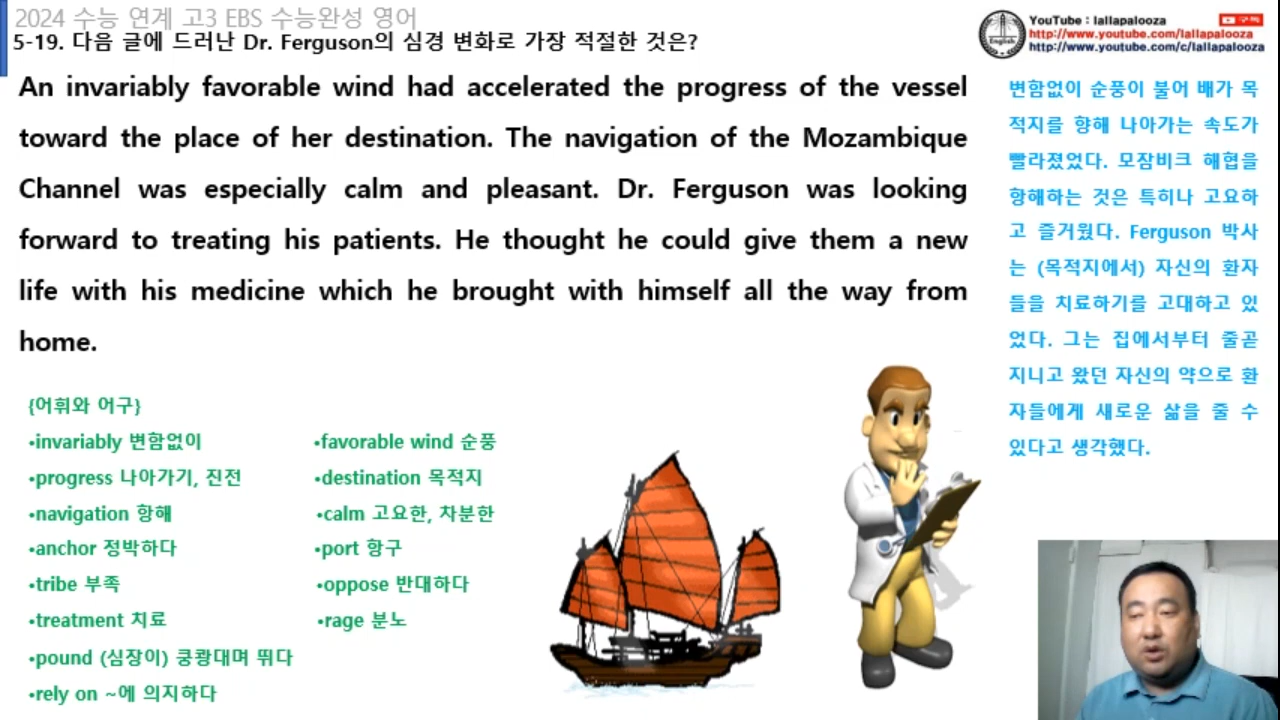 2024 수능 연계 고3 EBS 수능완성 영어
5-19. 다음 글에 드러난 Dr. Ferguson의 심경 변화로 가장 적절한 것은?
An invariably favorable wind had accelerated the progress of the vessel
toward the place of her destination. The navigation of the Mozambique
Channel was especially calm and pleasant. Dr. Ferguson was looking
forward to treating his patients. He thought he could give them a new
life with his medicine which he brought with himself all the way from
home.
{어휘와 어구}
•invariably 변함없이
•favorable wind 순풍
•progress 나아가기, 진전
•destination 목적지
•navigation 항해
•calm 고요한, 차분한
•anchor 정박하다
•port 항구
•tribe 부족
•oppose 반대하다
•treatment 치료
•rage 분노
•pound (심장이) 쿵쾅대며 뛰다
•rely on ~에 의지하다
YouTube : lallapalooza
구독
http://www.youtube.com/lallapalooza
http://www.youtube.com/c/lallapalooza
English
변함없이 순풍이 불어 배가 목
적지를 향해 나아가는 속도가
빨라졌었다. 모잠비크 해협을
항해하는 것은 특히나 고요하
고 즐거웠다. Ferguson 박사
는 (목적지에서) 자신의 환자
들을 치료하기를 고대하고 있
었다. 그는 집에서부터 줄곧
지니고 왔던 자신의 약으로 환
자들에게 새로운 삶을 줄 수
있다고 생각했다.